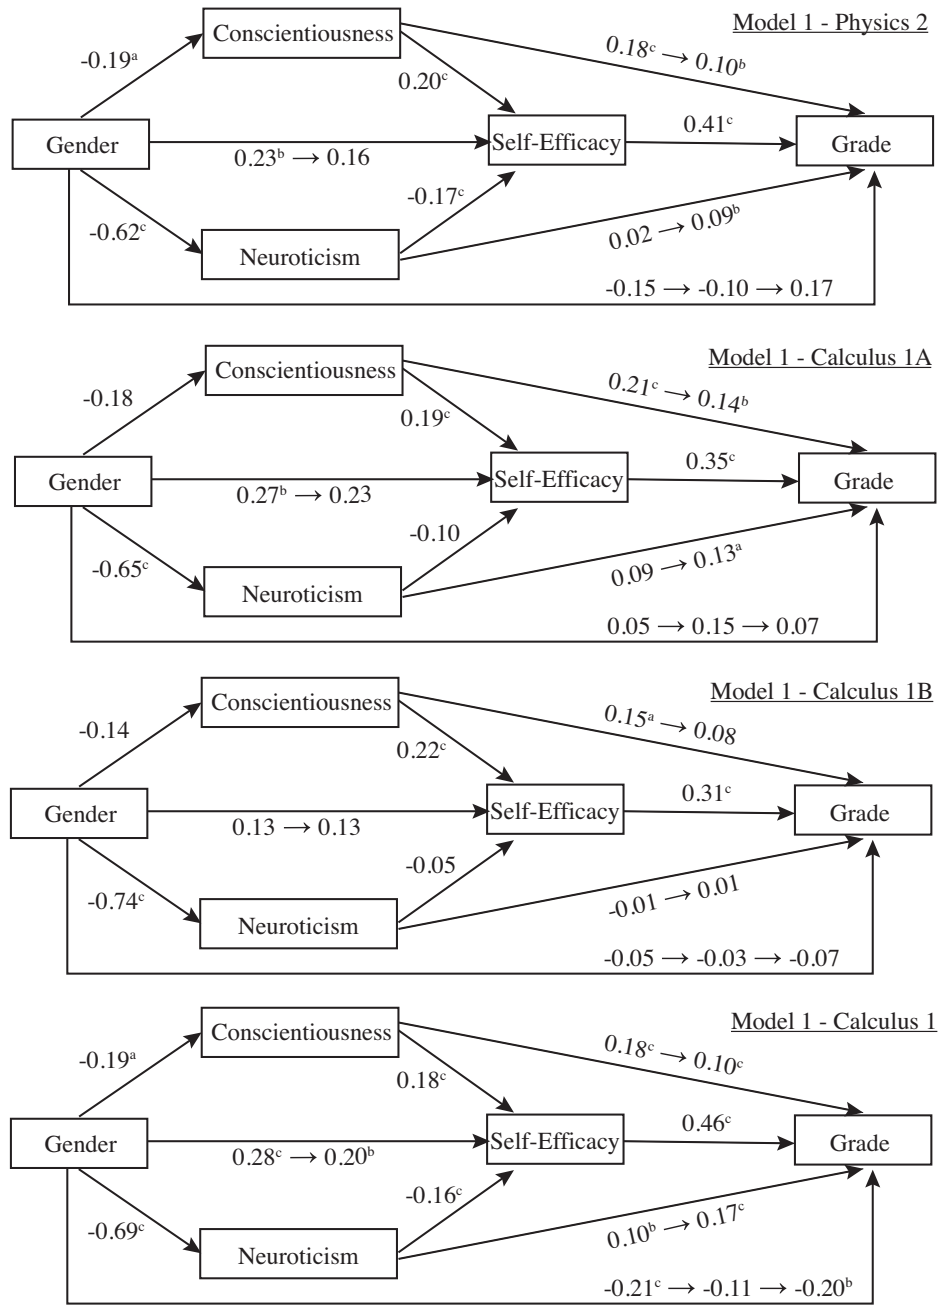 Model 1 - Physics 2
Conscientiousness
-0.19ᵃ
0.18ᶜ → 0.10ᵇ
0.20ᶜ
Gender
0.23ᵇ → 0.16
Self-Efficacy
0.41ᶜ
Grade
-0.62ᶜ
-0.17ᶜ
Neuroticism
0.02 → 0.09ᵇ
-0.15 → -0.10 → 0.17
Model 1 - Calculus 1A
Conscientiousness
-0.18
0.21ᶜ → 0.14ᵇ
0.19ᶜ
Gender
0.27ᵇ → 0.23
Self-Efficacy
0.35ᶜ
Grade
-0.65ᶜ
-0.10
Neuroticism
0.09 → 0.13ᵃ
0.05 → 0.15 → 0.07
Model 1 - Calculus 1B
Conscientiousness
-0.14
0.15ᵃ → 0.08
0.22ᶜ
Gender
0.13 → 0.13
Self-Efficacy
0.31ᶜ
Grade
-0.74ᶜ
-0.05
Neuroticism
-0.01 → 0.01
-0.05 → -0.03 → -0.07
Model 1 - Calculus 1
Conscientiousness
-0.19ᵃ
0.18ᶜ → 0.10ᶜ
0.18ᶜ
Gender
0.28ᶜ → 0.20ᵇ
Self-Efficacy
0.46ᶜ
Grade
-0.69ᶜ
-0.16ᶜ
Neuroticism
0.10ᵇ → 0.17ᶜ
-0.21ᶜ → -0.11 → -0.20ᵇ